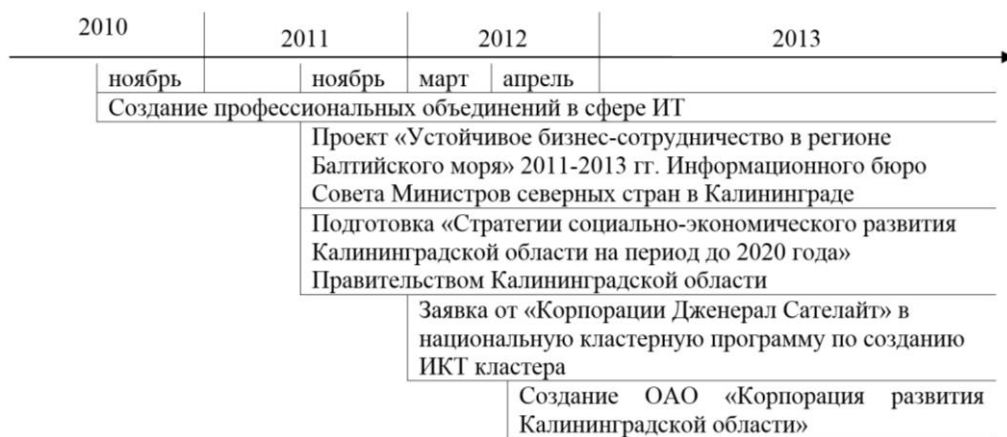 2010 2011 2012 2013
ноябрь ноябрь март апрель
Создание профессиональных объединений в сфере ИТ
Проект «Устойчивое бизнес-сотрудничество в регионе
Балтийского моря» 2011-2013 гг. Информационного бюро
Совета Министров северных стран в Калининграде
Подготовка «Стратегии социально-экономического развития
Калининградской области на период до 2020 года»
Правительством Калининградской области
Заявка от «Корпорации Дженерал Сателайт» в
национальную кластерную программу по созданию
ИКТ кластера
Создание ОАО «Корпорация развития
Калининградской области»